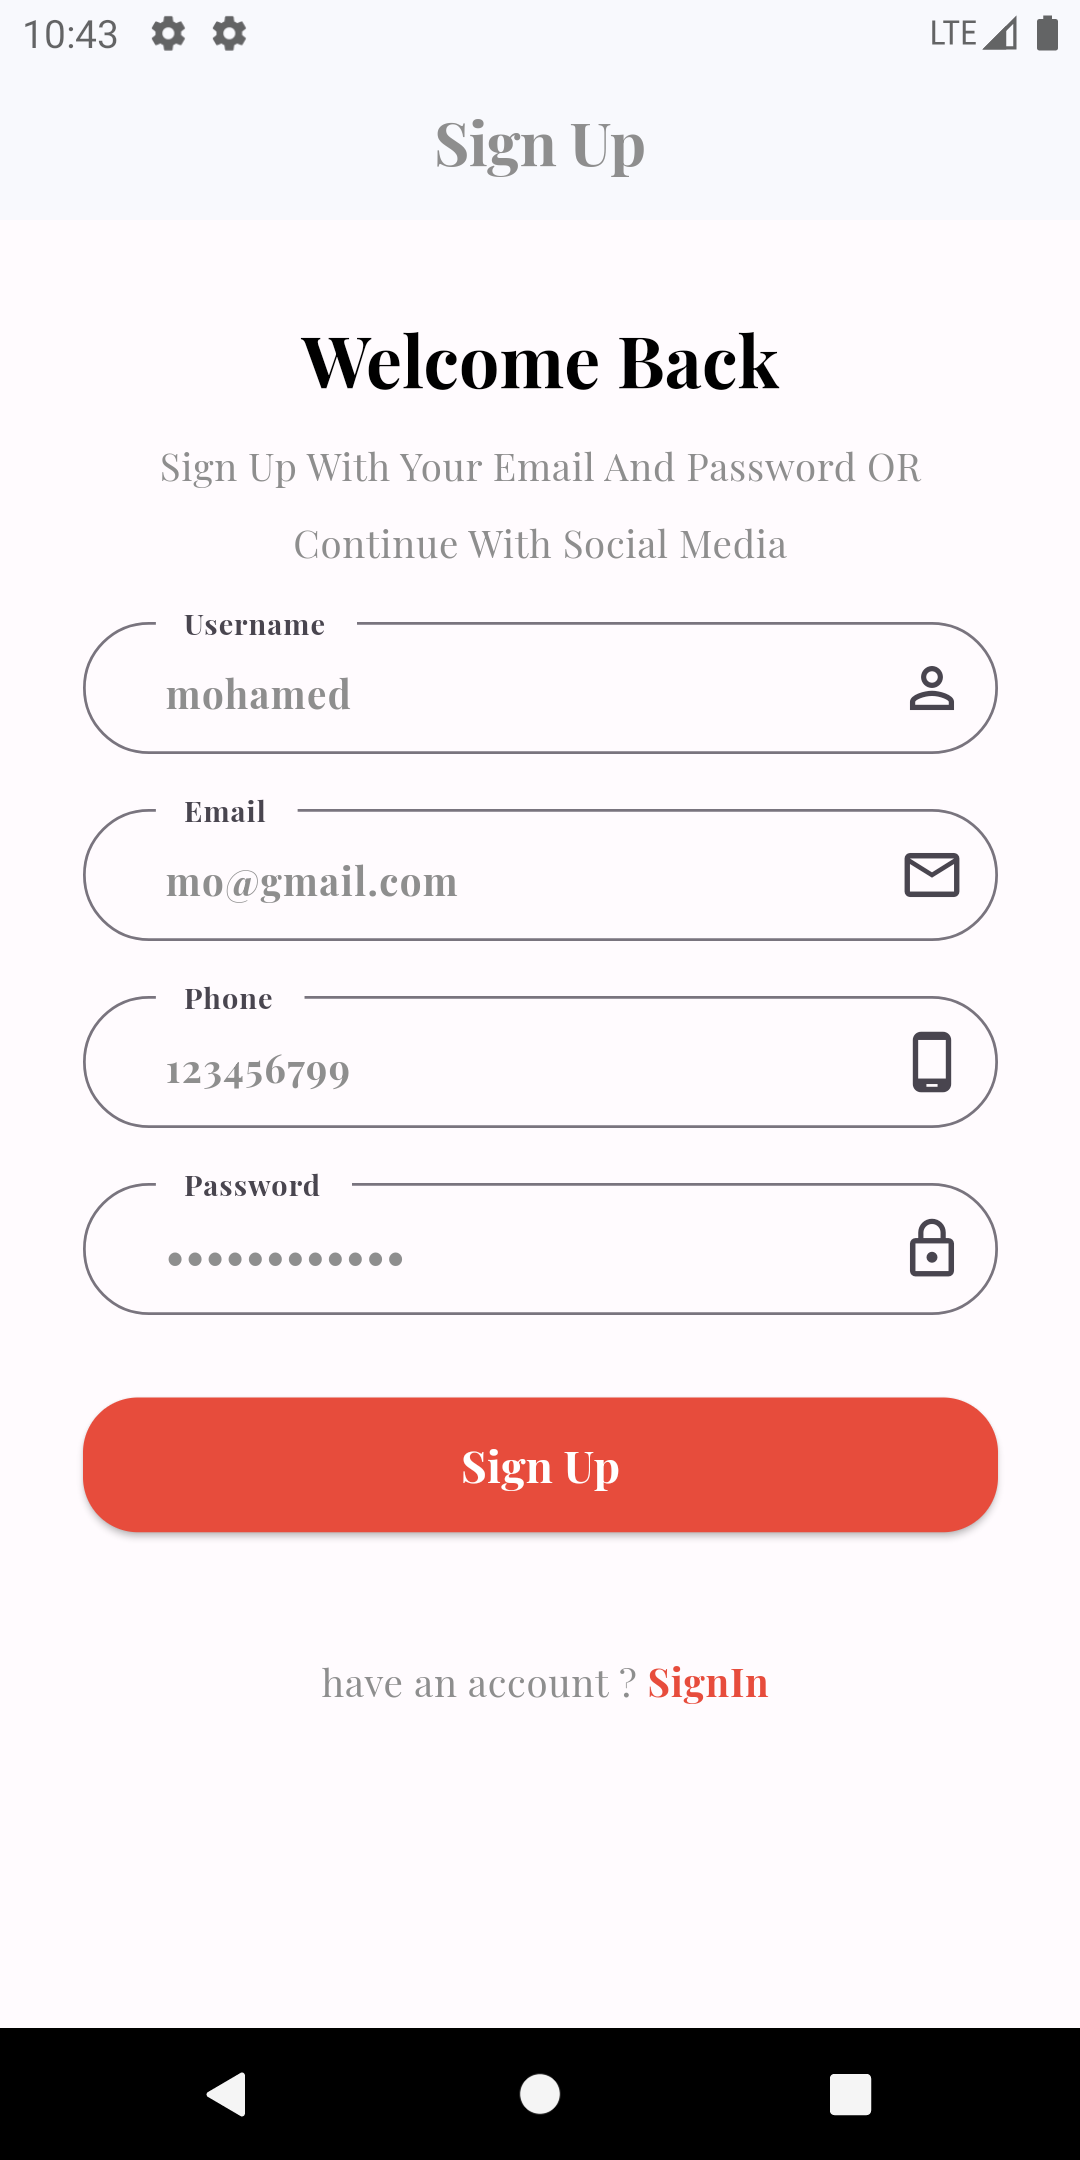 10:43 LTE
Sign Up
Welcome Back
Sign Up With Your Email And Password OR
Continue With Social Media
Username
mohamed
Email
mo@gmail.com
Phone
123456799
Password
••••••••••••
Sign Up
have an account ? SignIn